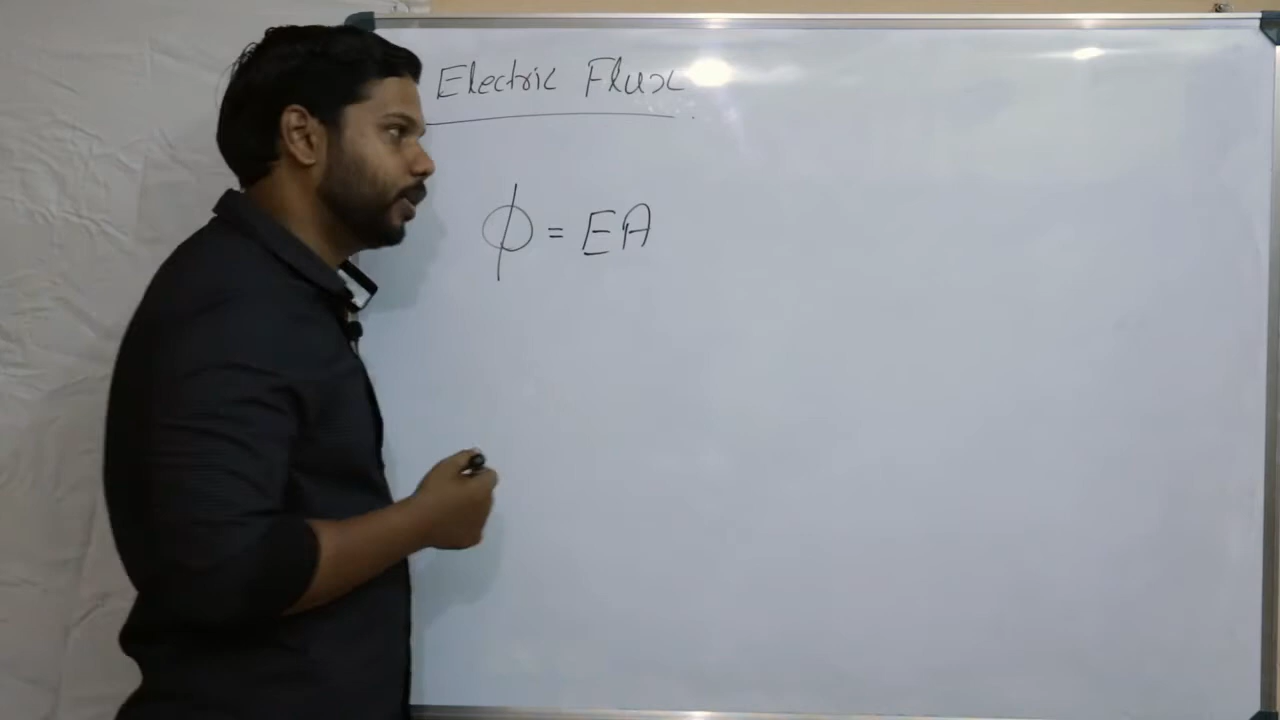 Electric Flux
ϕ = EA